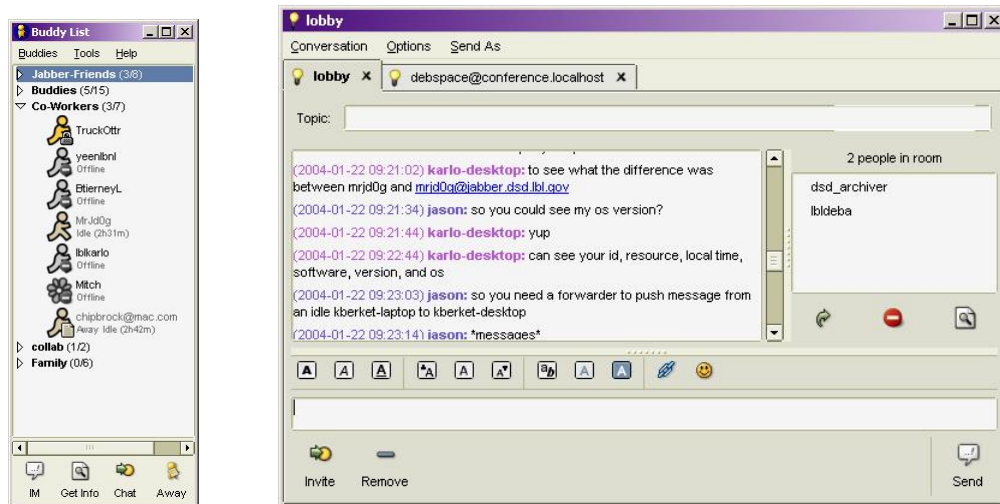 Buddy List
Buddies Tools Help
Jabber-Friends (3/8)
Buddies (5/15)
Co-Workers (3/7)
TruckOttr
yeenlbnl
Offline
BtierneyL
Offline
MrJd0g
Idle (2h31m)
lblkarlo
Offline
Mitch
Offline
chipbrock@mac.com
Away Idle (2h42m)
collab (1/2)
Family (0/6)
IM Get Info Chat Away
lobby
Conversation Options Send As
lobby debspace@conference.localhost
Topic:
(2004-01-22 09:21:02) karlo-desktop: to see what the difference was
between mrjd0g and mrjd0g@jabber.dsd.lbl.gov
(2004-01-22 09:21:34) jason: so you could see my os version?
(2004-01-22 09:21:44) karlo-desktop: yup
(2004-01-22 09:22:44) karlo-desktop: can see your id, resource, local time,
software, version, and os
(2004-01-22 09:23:03) jason: so you need a forwarder to push message from
an idle kberket-laptop to kberket-desktop
(2004-01-22 09:23:14) jason: *messages*
2 people in room
dsd_archiver
lbldeba
Invite Remove Send